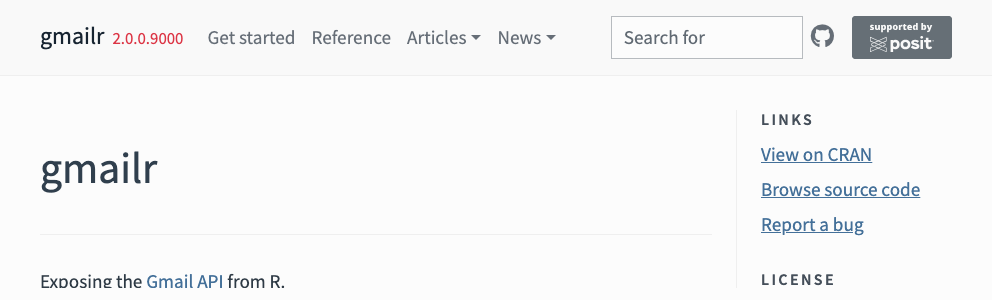 gmailr 2.0.0.9000 Get started Reference Articles News Search for supported by posit
LINKS
View on CRAN
gmailr
Browse source code
Report a bug
Exposing the Gmail API from R.
LICENSE